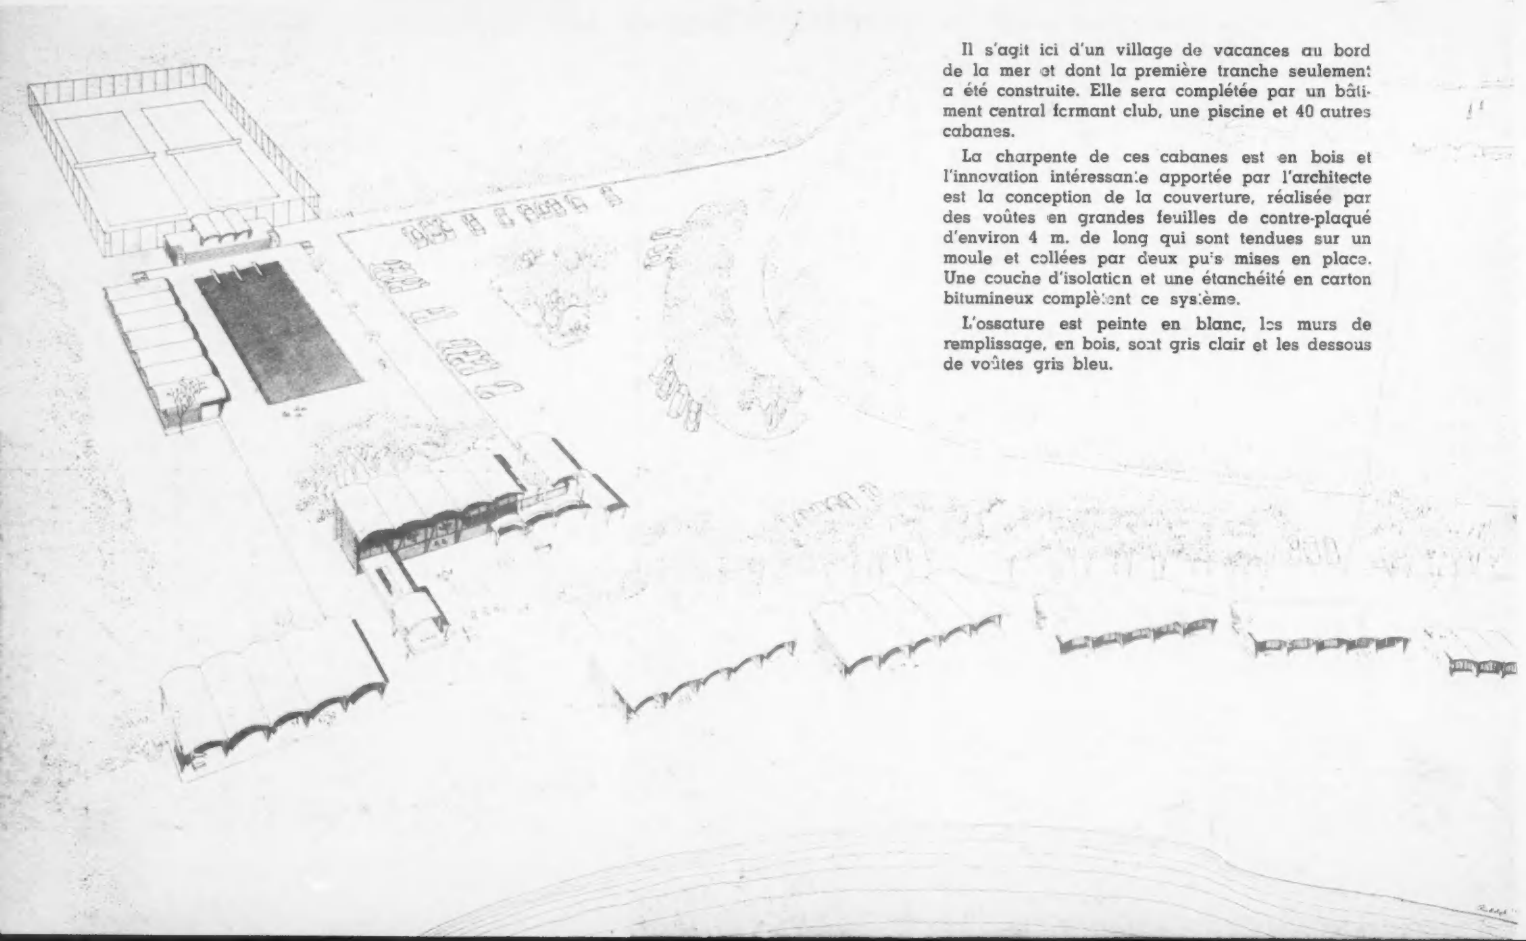 Il s'agit ici d'un village de vacances au bord
de la mer et dont la première tranche seulement
a été construite. Elle sera complétée par un bâti-
ment central formant club, une piscine et 40 autres
cabanes.
La charpente de ces cabanes est en bois et
l'innovation intéressante apportée par l'architecte
est la conception de la couverture, réalisée par
des voûtes en grandes feuilles de contre-plaqué
d'environ 4 m. de long qui sont tendues sur un
moule et collées par deux puis mises en place.
Une couche d'isolation et une étanchéité en carton
bitumineux complètent ce système.
L'ossature est peinte en blanc, les murs de
remplissage, en bois, sont gris clair et les dessous
de voûtes gris bleu.